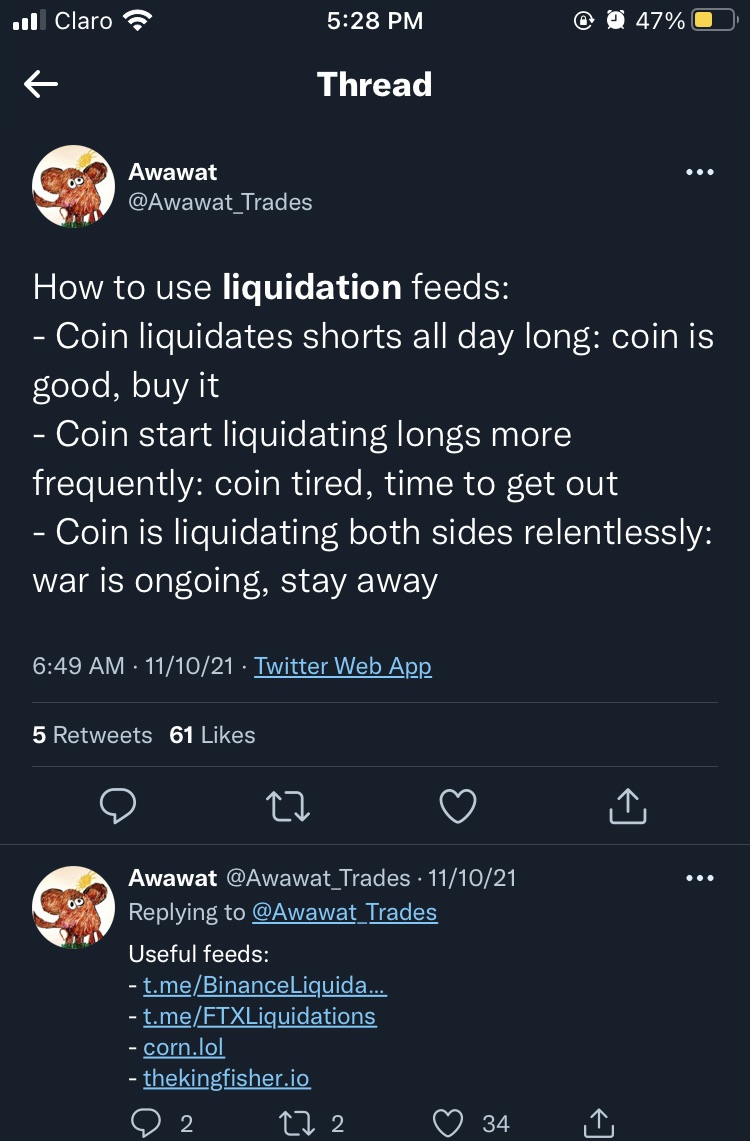 Claro 5:28 PM 47%
Thread
Awawat
@Awawat_Trades
How to use liquidation feeds:
- Coin liquidates shorts all day long: coin is
good, buy it
- Coin start liquidating longs more
frequently: coin tired, time to get out
- Coin is liquidating both sides relentlessly:
war is ongoing, stay away
6:49 AM · 11/10/21 · Twitter Web App
5 Retweets 61 Likes
Awawat @Awawat_Trades · 11/10/21
Replying to @Awawat_Trades
Useful feeds:
- t.me/BinanceLiquida...
- t.me/FTXLiquidations
- corn.lol
- thekingfisher.io
2 2 34